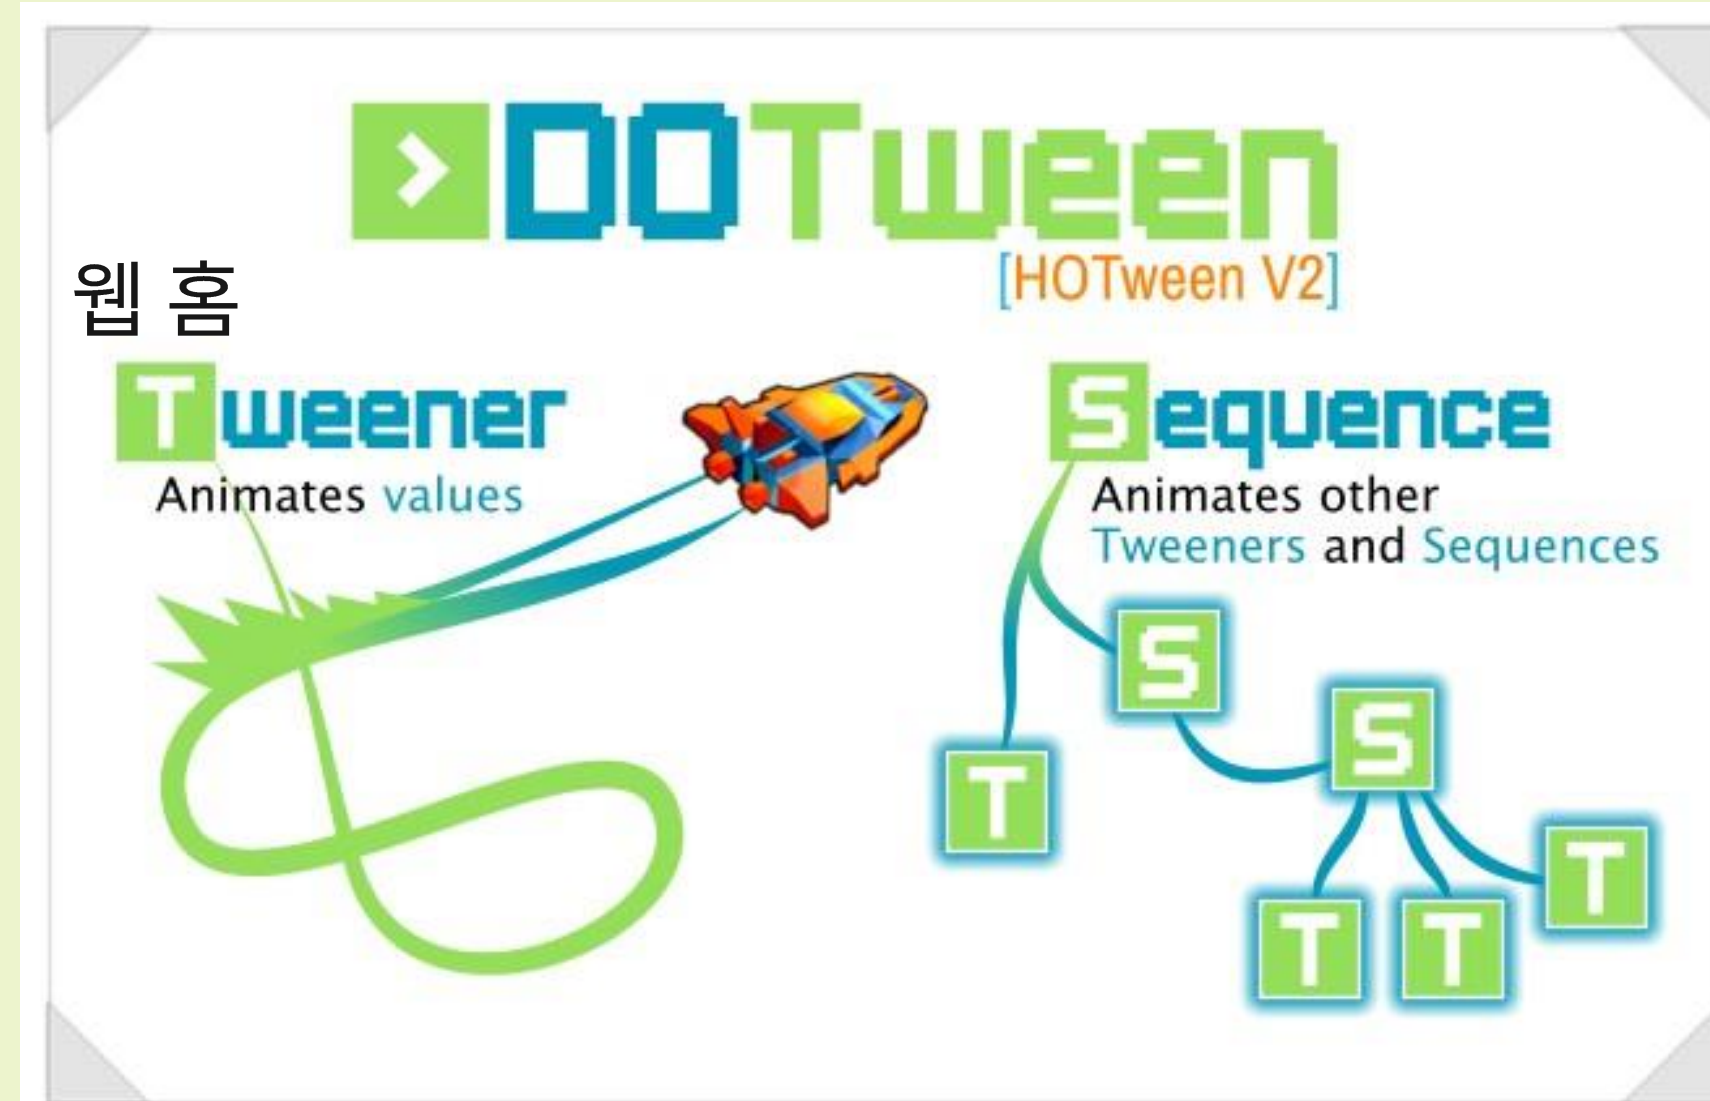 DOTween
[HOTween V2]
웹 홈
Tweener
Animates values
Sequence
Animates other
Tweeners and Sequences
S
S
T
T
T
T